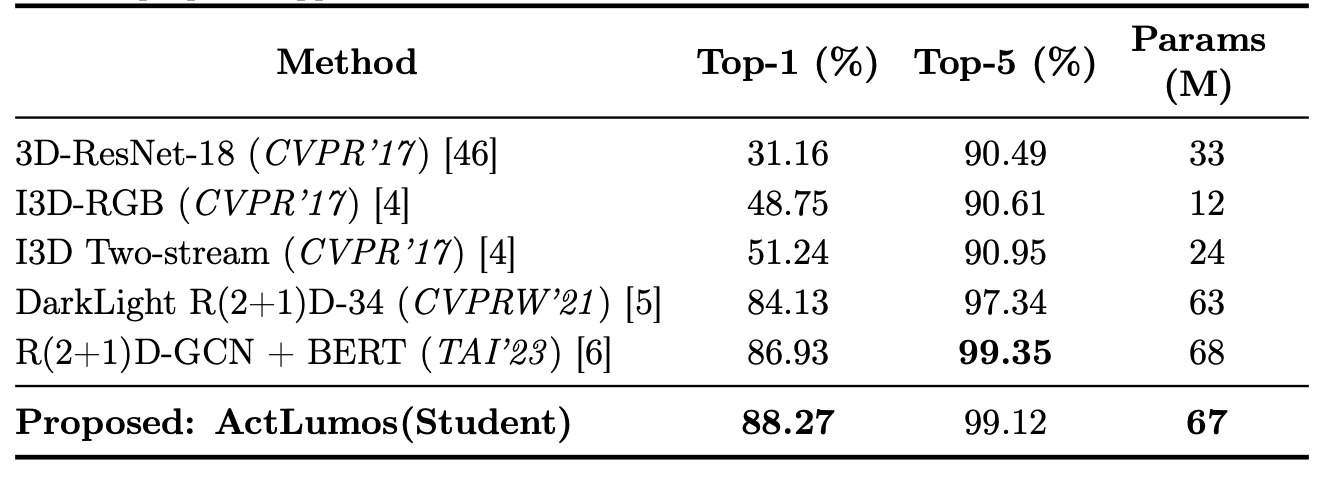 Method Top-1 (%) Top-5 (%) Params (M)
3D-ResNet-18 (CVPR’17) [46] 31.16 90.49 33
I3D-RGB (CVPR’17) [4] 48.75 90.61 12
I3D Two-stream (CVPR’17) [4] 51.24 90.95 24
DarkLight R(2+1)D-34 (CVPRW’21) [5] 84.13 97.34 63
R(2+1)D-GCN + BERT (TAI’23) [6] 86.93 99.35 68
Proposed: ActLumos(Student) 88.27 99.12 67